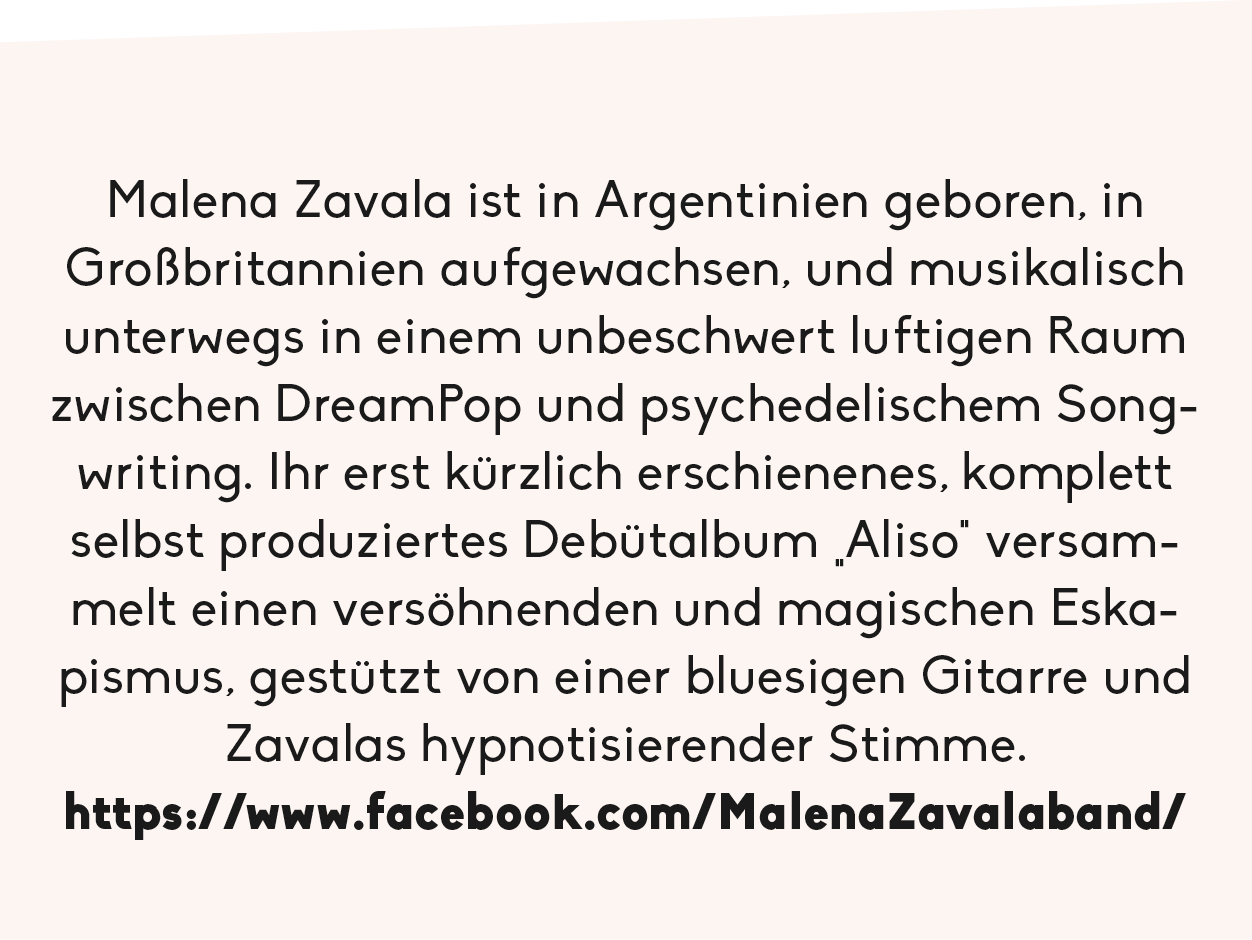 Malena Zavala ist in Argentinien geboren, in
Großbritannien aufgewachsen, und musikalisch
unterwegs in einem unbeschwert luftigen Raum
zwischen DreamPop und psychedelischem Song-
writing. Ihr erst kürzlich erschienenes, komplett
selbst produziertes Debütalbum „Aliso" versam-
melt einen versöhnenden und magischen Eska-
pismus, gestützt von einer bluesigen Gitarre und
Zavalas hypnotisierender Stimme.
https://www.facebook.com/MalenaZavalaband/